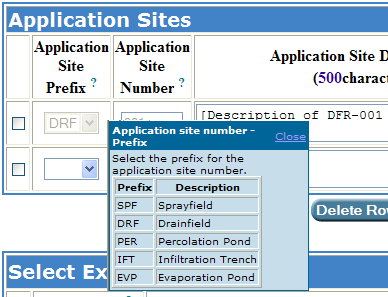 Application Sites
Application Site Prefix ?
Application Site Number ?
Application Site D
(500charact
DRF
[Description of DFR-001
Application site number - Prefix
Close
Select the prefix for the
application site number.
Prefix Description
SPF Sprayfield
DRF Drainfield
PER Percolation Pond
IFT Infiltration Trench
EVP Evaporation Pond
Delete Ro
Select Ex